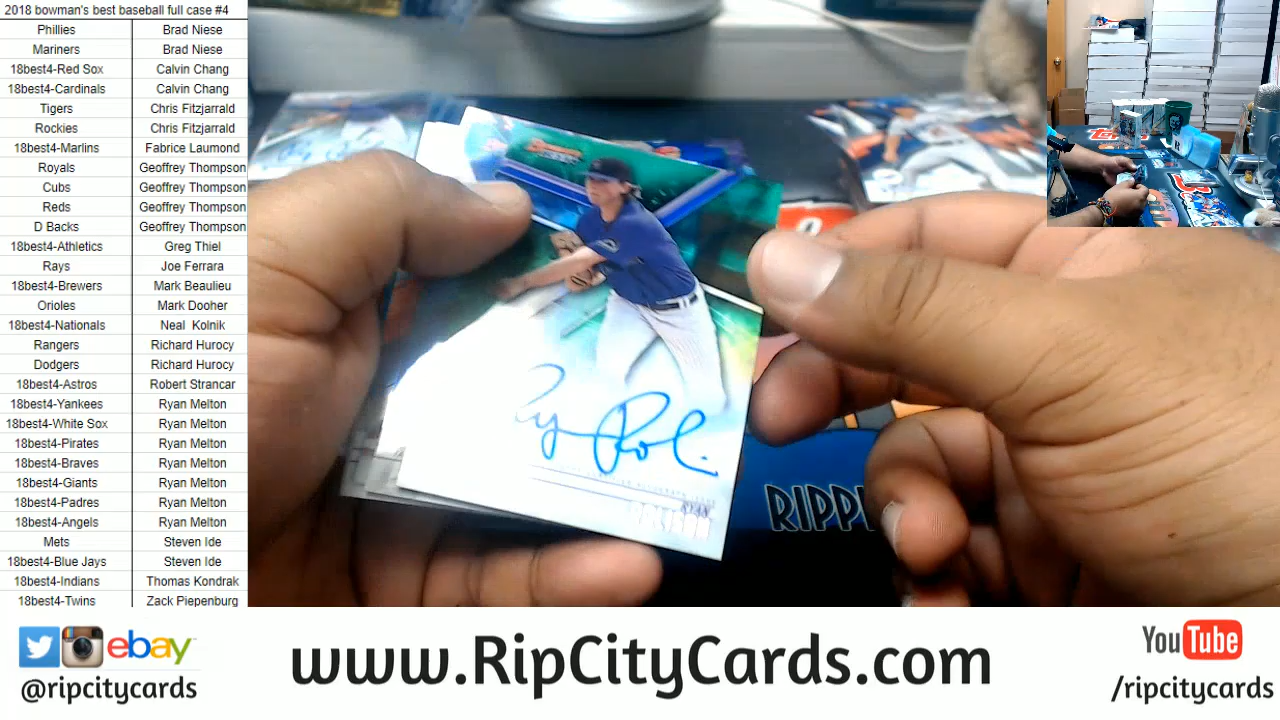 2018 bowman's best baseball full case #4
Phillies Brad Niese
Mariners Brad Niese
18best4-Red Sox Calvin Chang
18best4-Cardinals Calvin Chang
Tigers Chris Fitzjarrald
Rockies Chris Fitzjarrald
18best4-Marlins Fabrice Laumond
Royals Geoffrey Thompson
Cubs Geoffrey Thompson
Reds Geoffrey Thompson
D Backs Geoffrey Thompson
18best4-Athletics Greg Thiel
Rays Joe Ferrara
18best4-Brewers Mark Beaulieu
Orioles Mark Dooher
18best4-Nationals Neal Kolnik
Rangers Richard Hurocy
Dodgers Richard Hurocy
18best4-Astros Robert Strancar
18best4-Yankees Ryan Melton
18best4-White Sox Ryan Melton
18best4-Pirates Ryan Melton
18best4-Braves Ryan Melton
18best4-Giants Ryan Melton
18best4-Padres Ryan Melton
18best4-Angels Ryan Melton
Mets Steven Ide
18best4-Blue Jays Steven Ide
18best4-Indians Thomas Kondrak
18best4-Twins Zack Piepenburg
RYAN
RIPP
ebay
@ripcitycards
www.RipCityCards.com
YouTube
/ripcitycards